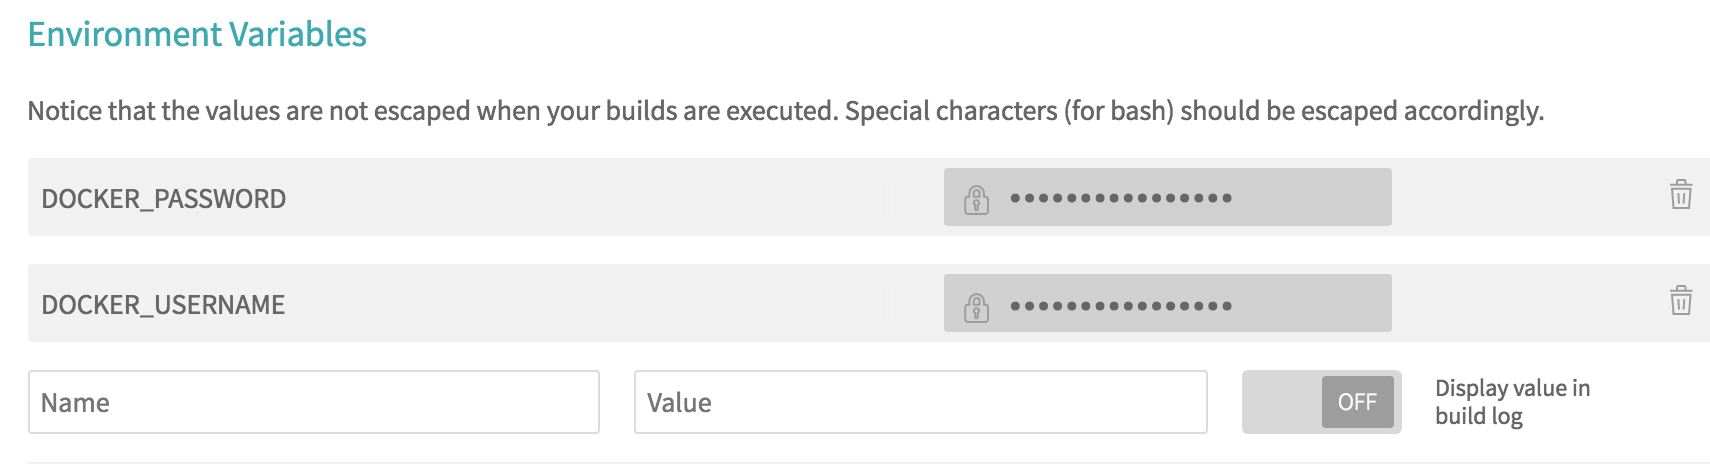 Environment Variables
Notice that the values are not escaped when your builds are executed. Special characters (for bash) should be escaped accordingly.
DOCKER_PASSWORD ••••••••••••••••
DOCKER_USERNAME ••••••••••••••••
Name Value OFF Display value in
build log